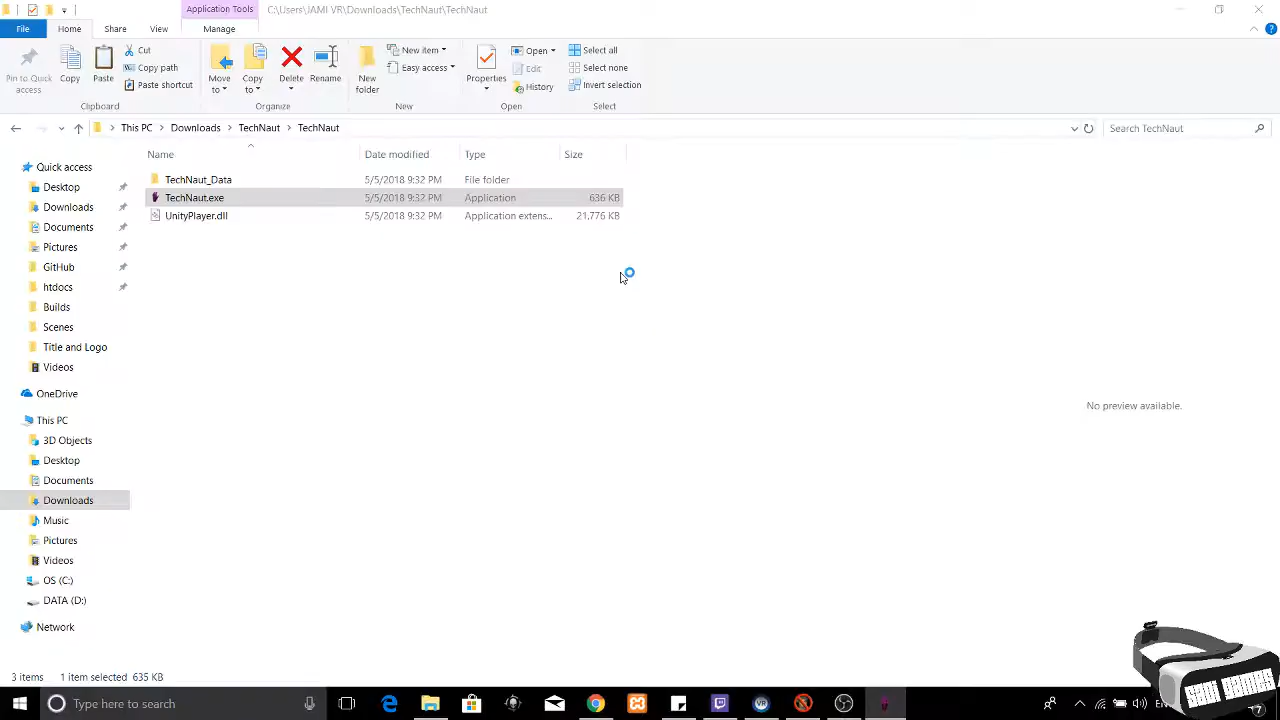 Application Tools C:\Users\JAMI VR\Downloads\TechNaut\TechNaut
File Home Share View Manage
Pin to Quick access
Copy
Paste
Cut
Copy path
Paste shortcut
Clipboard
Move to
Copy to
Delete
Rename
Organize
New folder
New item
Easy access
New
Properties
Open
Edit
History
Open
Select all
Select none
Invert selection
Select
This PC Downloads TechNaut TechNaut
Search TechNaut
Name Date modified Type Size
TechNaut_Data 5/5/2018 9:32 PM File folder
TechNaut.exe 5/5/2018 9:32 PM Application 636 KB
UnityPlayer.dll 5/5/2018 9:32 PM Application extens... 21,776 KB
Quick access
Desktop
Downloads
Documents
Pictures
GitHub
htdocs
Builds
Scenes
Title and Logo
Videos
OneDrive
This PC
3D Objects
Desktop
Documents
Downloads
Music
Pictures
Videos
OS (C:)
DATA (D:)
Network
No preview available.
3 items 1 item selected 635 KB
Type here to search